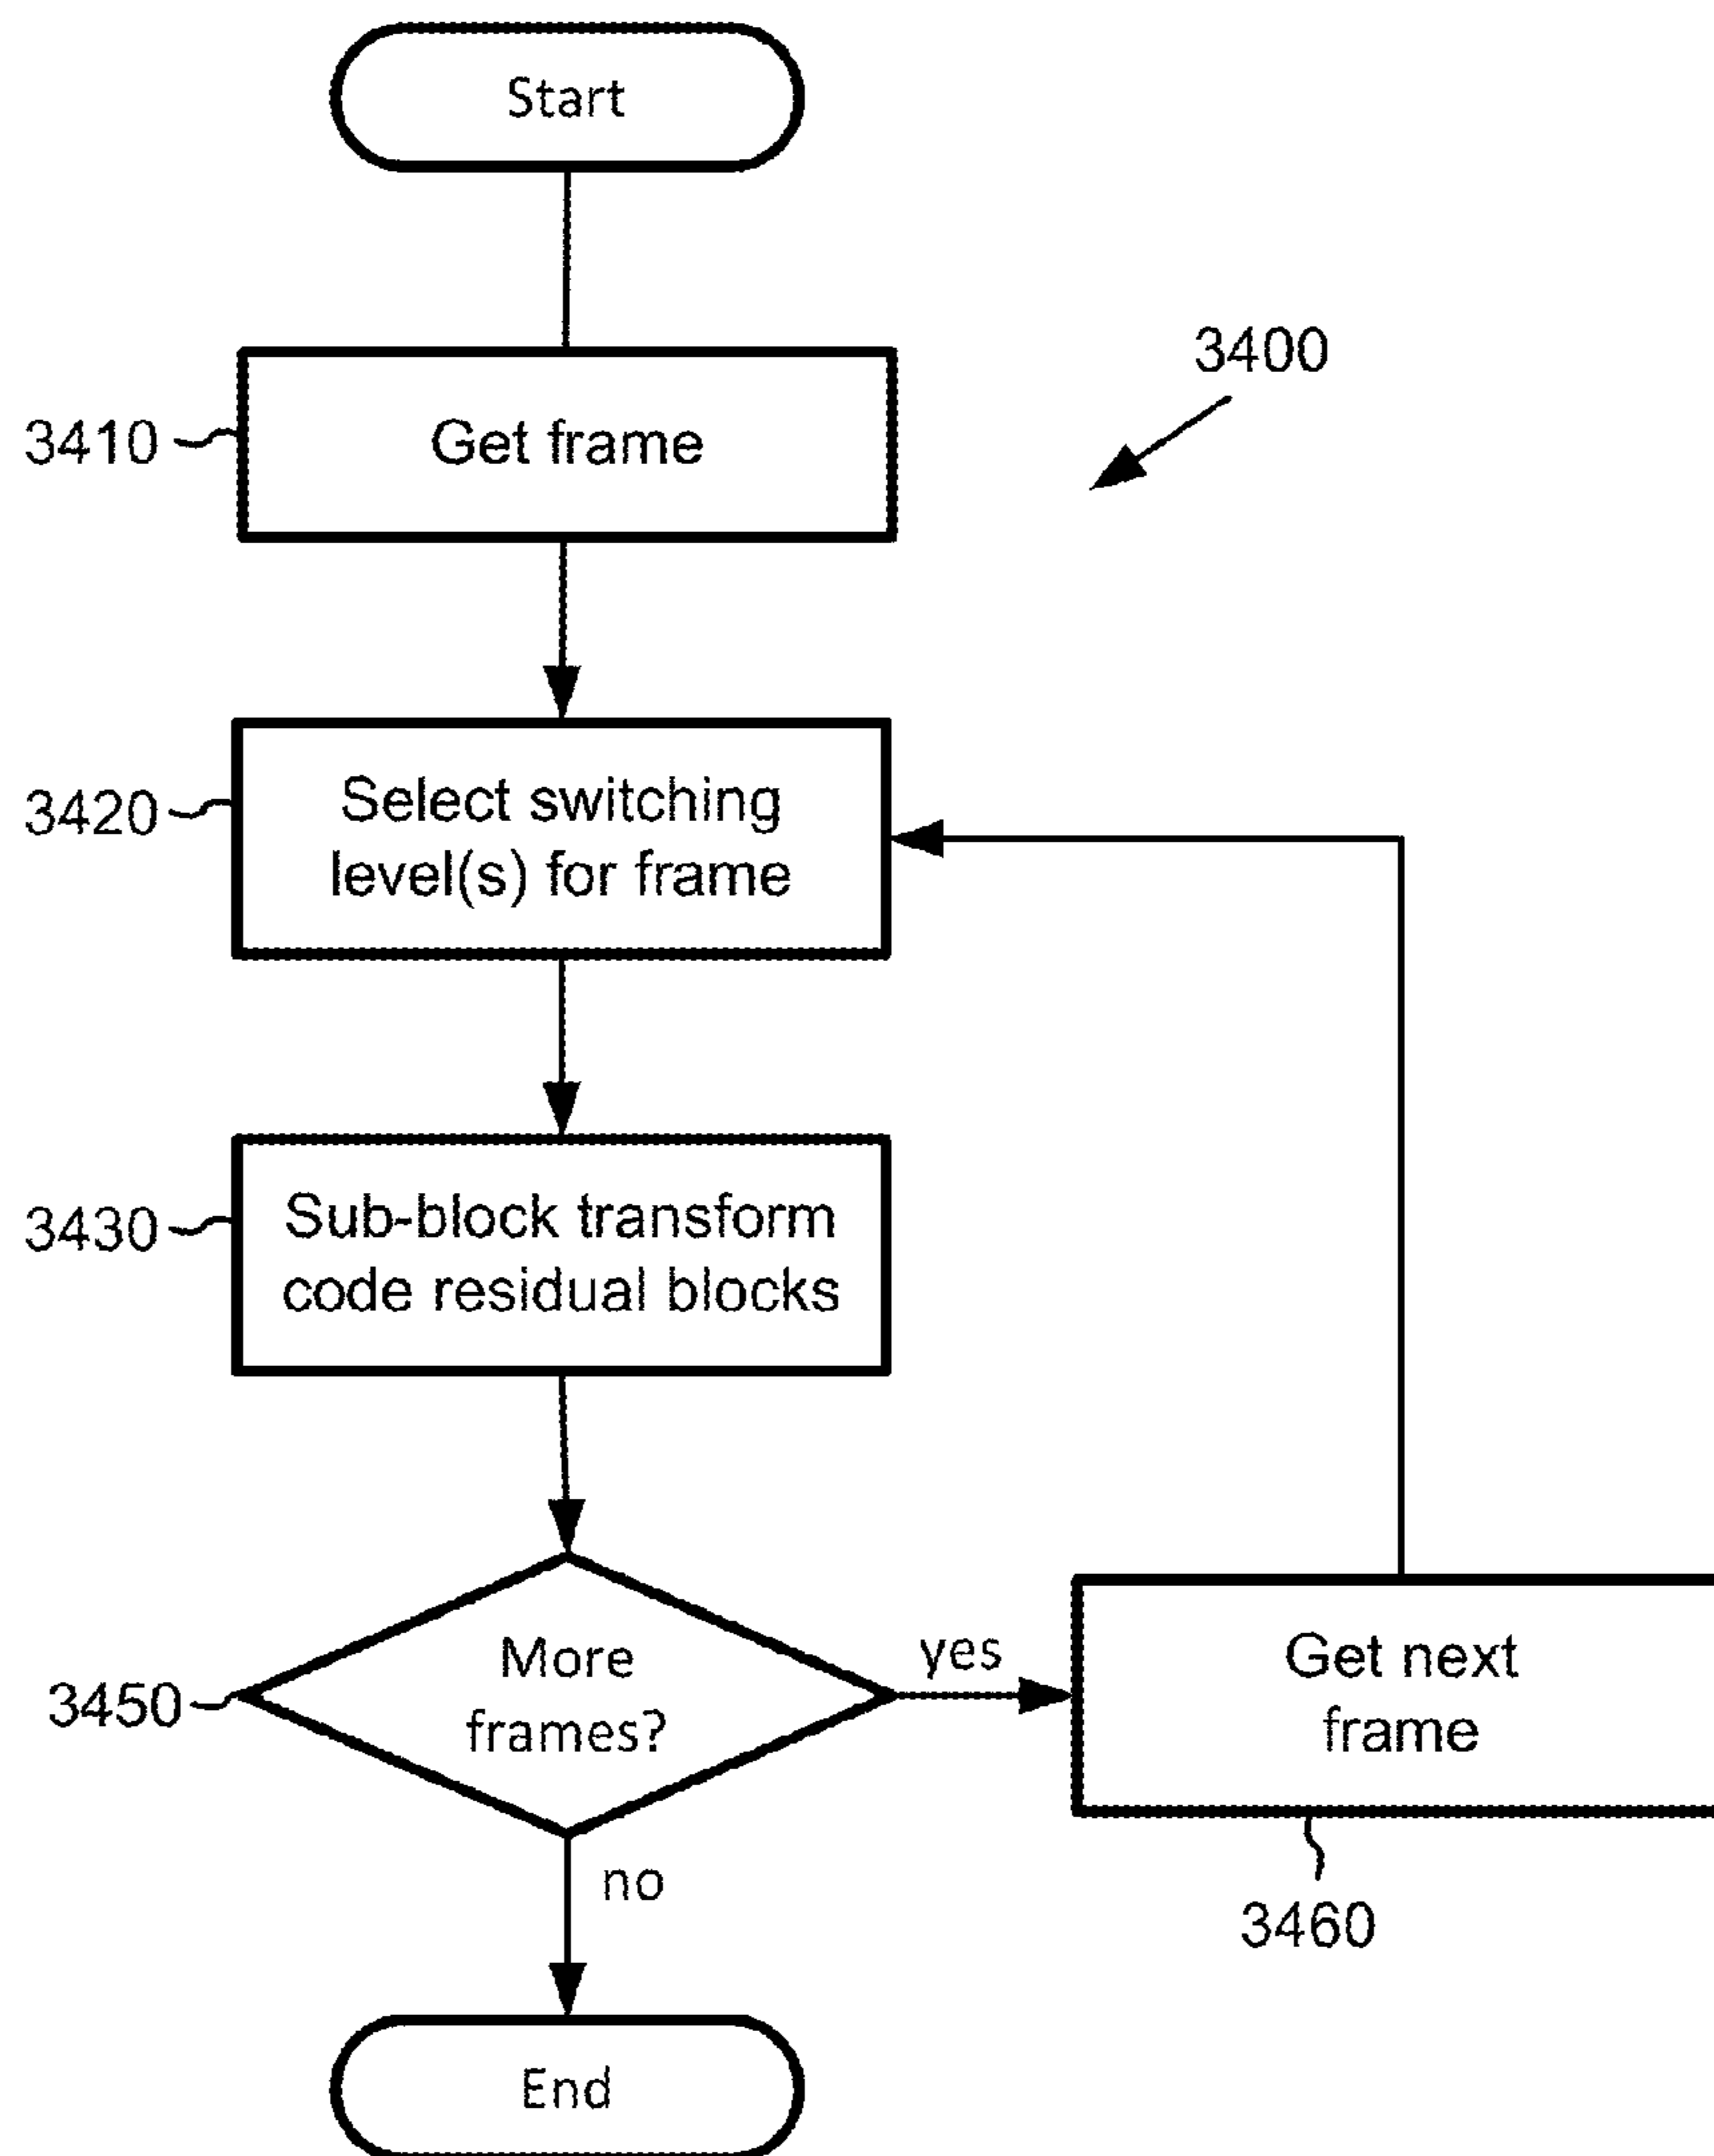 Start
3400
3410
Get frame
3420
Select switching
level(s) for frame
3430
Sub-block transform
code residual blocks
3450
More
frames?
yes
Get next
frame
3460
no
End